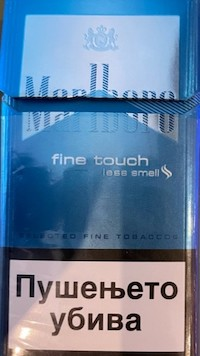 Marlboro
fine touch
less smell
SELECTED FINE TOBACCOS
Пушењето
убива